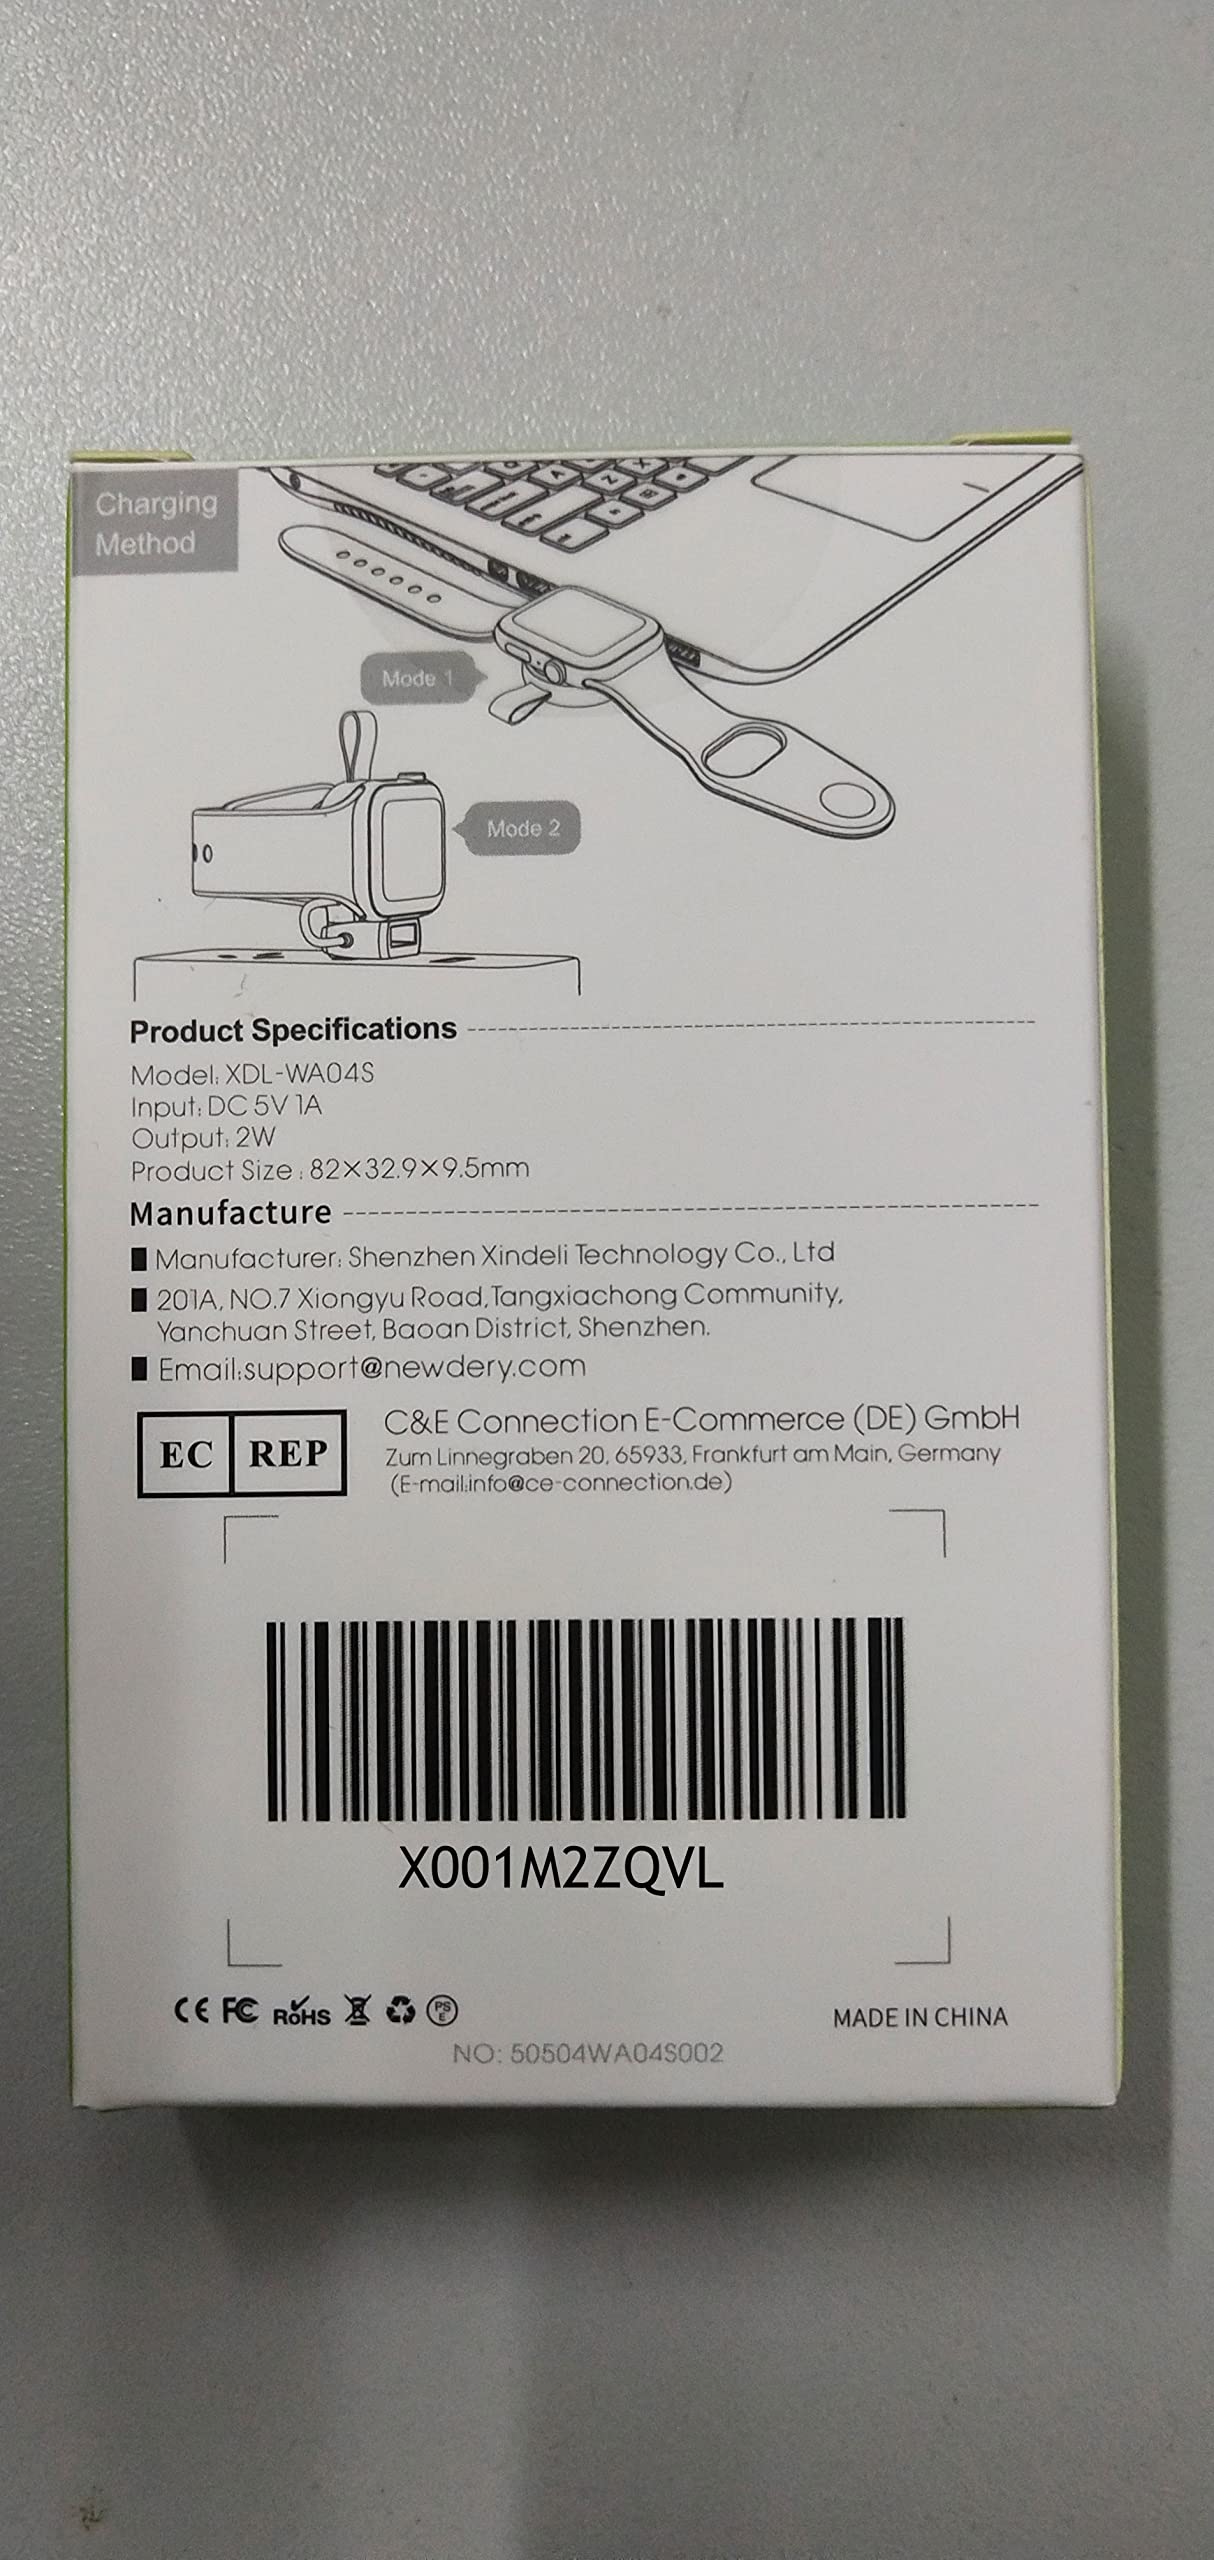 Charging
Method
Mode 1
Mode 2
Product Specifications
Model: XDL-WA04S
Input: DC 5V 1A
Output: 2W
Product Size : 82×32.9×9.5mm
Manufacture
Manufacturer: Shenzhen Xindeli Technology Co., Ltd
201A, NO.7 Xiongyu Road,Tangxiachong Community,
Yanchuan Street, Baoan District, Shenzhen.
Email:support@newdery.com
EC REP
C&E Connection E-Commerce (DE) GmbH
Zum Linnegraben 20, 65933, Frankfurt am Main, Germany
(E-mail:info@ce-connection.de)
X001M2ZQVL
CE FC RoHS PS E
MADE IN CHINA
NO: 50504WA04S002